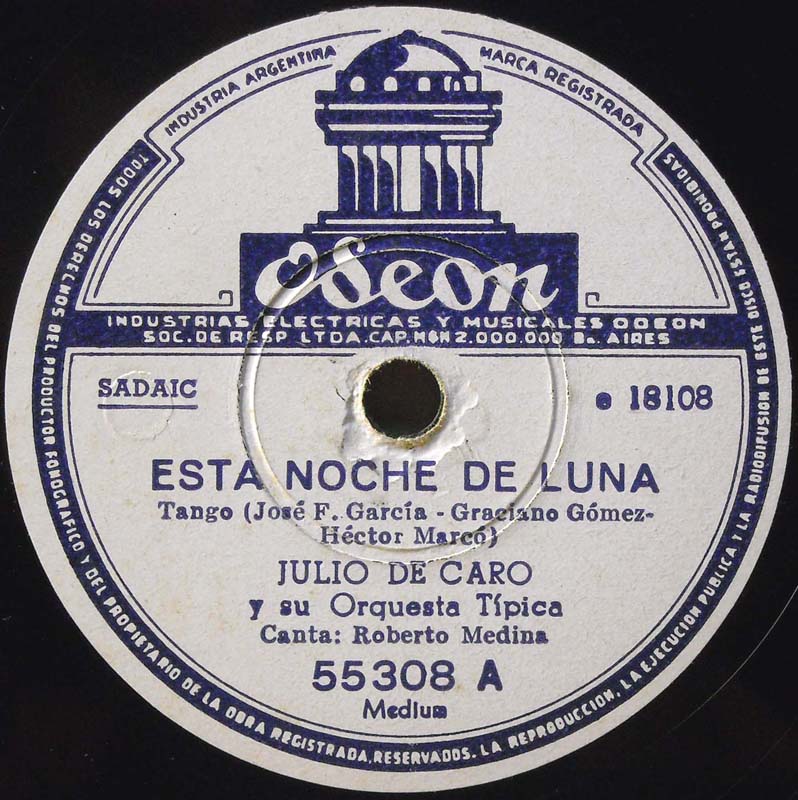 INDUSTRIA ARGENTINA
MARCA REGISTRADA
Odeon
INDUSTRIAS ELECTRICAS Y MUSICALES ODEON
SOC. DE RESP. LTDA. CAP. M$N 2.000.000 Bs. AIRES
SADAIC
e 18108
ESTA NOCHE DE LUNA
Tango (José F. García - Graciano Gómez-
Héctor Marcó)
JULIO DE CARO
y su Orquesta Típica
Canta: Roberto Medina
55308 A
Medium
TODOS LOS DERECHOS DEL PRODUCTOR FONOGRAFICO Y DEL PROPIETARIO DE LA OBRA REGISTRADA, RESERVADOS. LA REPRODUCCION, LA EJECUCION PUBLICA Y LA RADIODIFUSION DE ESTE DISCO ESTAN PROHIBIDAS